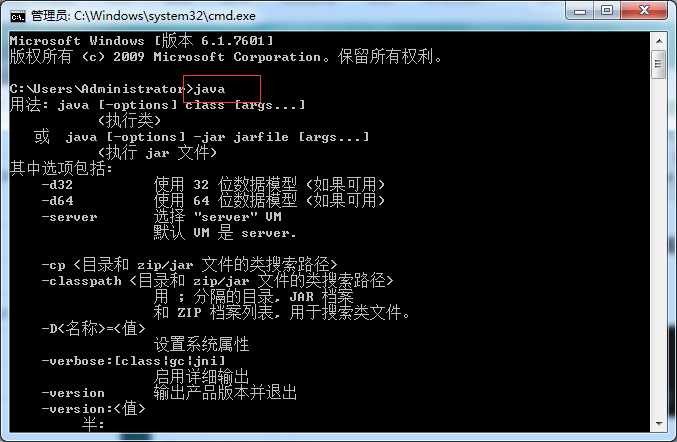 管理员: C:\Windows\system32\cmd.exe
Microsoft Windows [版本 6.1.7601]
版权所有 (c) 2009 Microsoft Corporation。保留所有权利。
C:\Users\Administrator>java
用法: java [-options] class [args...]
(执行类)
或 java [-options] -jar jarfile [args...]
(执行 jar 文件)
其中选项包括:
-d32 使用 32 位数据模型 (如果可用)
-d64 使用 64 位数据模型 (如果可用)
-server 选择 "server" VM
默认 VM 是 server.
-cp <目录和 zip/jar 文件的类搜索路径>
-classpath <目录和 zip/jar 文件的类搜索路径>
用 ; 分隔的目录, JAR 档案
和 ZIP 档案列表, 用于搜索类文件。
-D<名称>=<值>
设置系统属性
-verbose:[class|gc|jni]
启用详细输出
-version 输出产品版本并退出
-version:<值>
半: